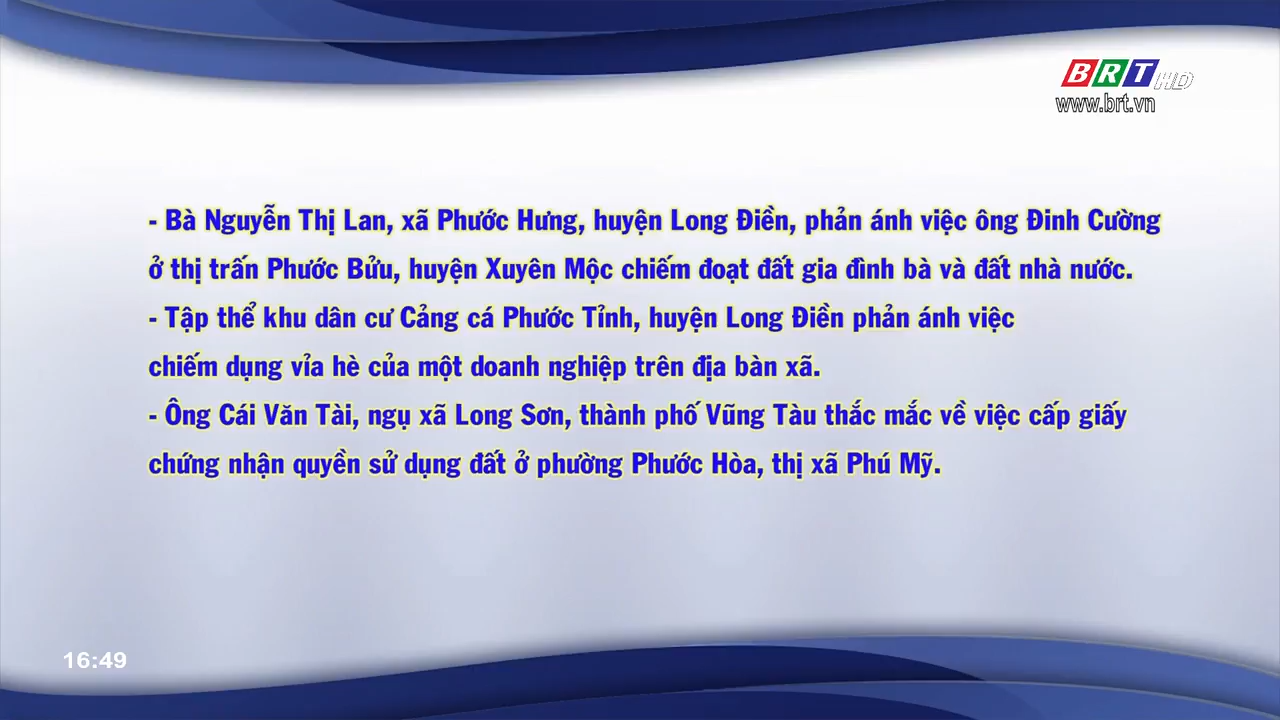 BRT HD
www.brt.vn
- Bà Nguyễn Thị Lan, xã Phước Hưng, huyện Long Điền, phản ánh việc ông Đinh Cường
ở thị trấn Phước Bửu, huyện Xuyên Mộc chiếm đoạt đất gia đình bà và đất nhà nước.
- Tập thể khu dân cư Cảng cá Phước Tỉnh, huyện Long Điền phản ánh việc
chiếm dụng vỉa hè của một doanh nghiệp trên địa bàn xã.
- Ông Cái Văn Tài, ngụ xã Long Sơn, thành phố Vũng Tàu thắc mắc về việc cấp giấy
chứng nhận quyền sử dụng đất ở phường Phước Hòa, thị xã Phú Mỹ.
16:49